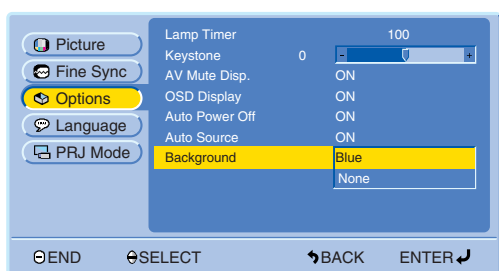 Picture
Fine Sync
Options
Language
PRJ Mode
Lamp Timer 100
Keystone 0 - +
AV Mute Disp. ON
OSD Display ON
Auto Power Off ON
Auto Source ON
Background Blue
None
END SELECT BACK ENTER